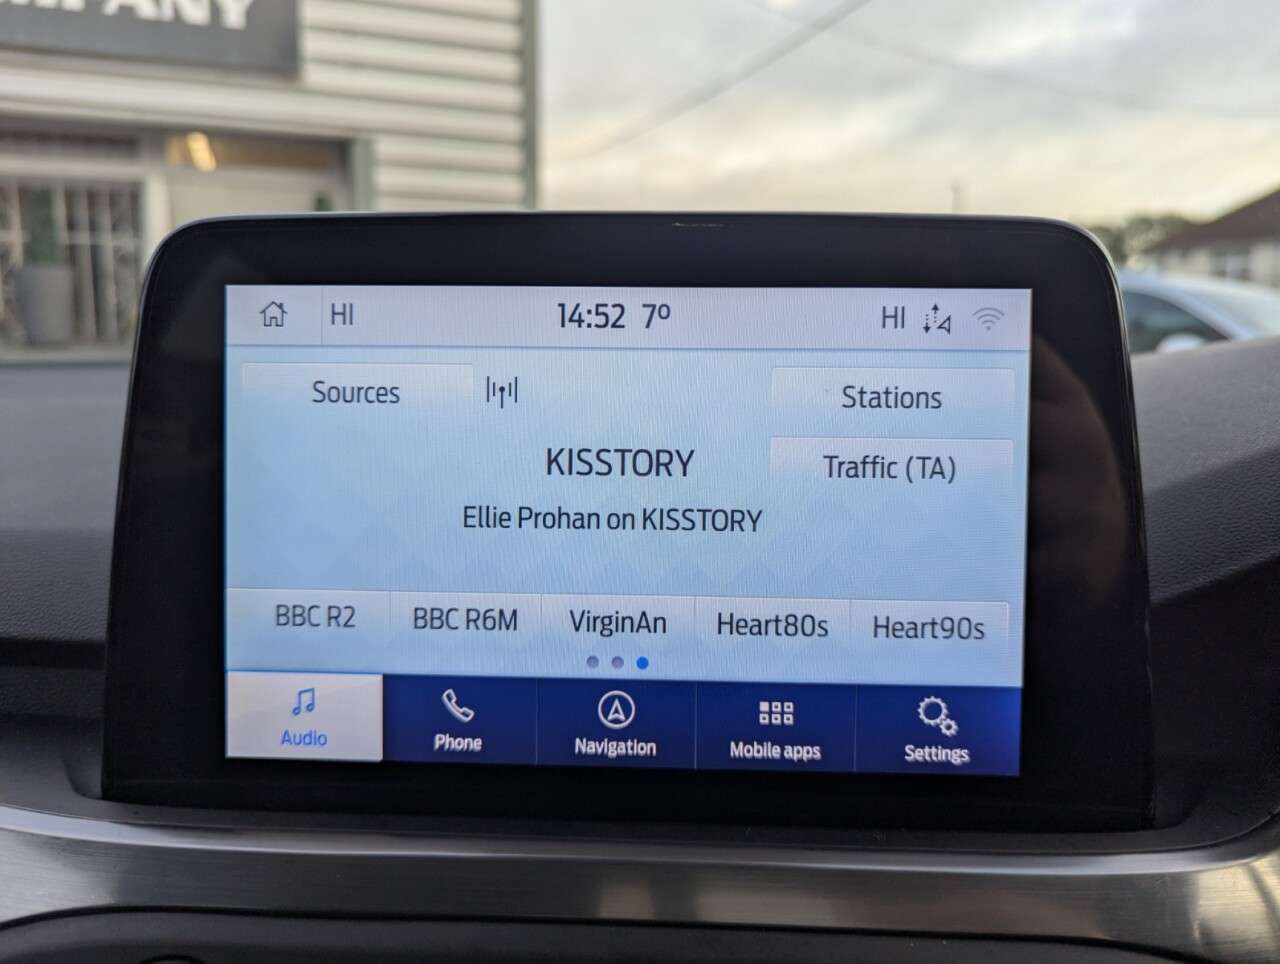 HI 14:52 7º HI
Sources Stations
KISSTORY Traffic (TA)
Ellie Prohan on KISSTORY
BBC R2 BBC R6M VirginAn Heart80s Heart90s
Audio Phone Navigation Mobile apps Settings